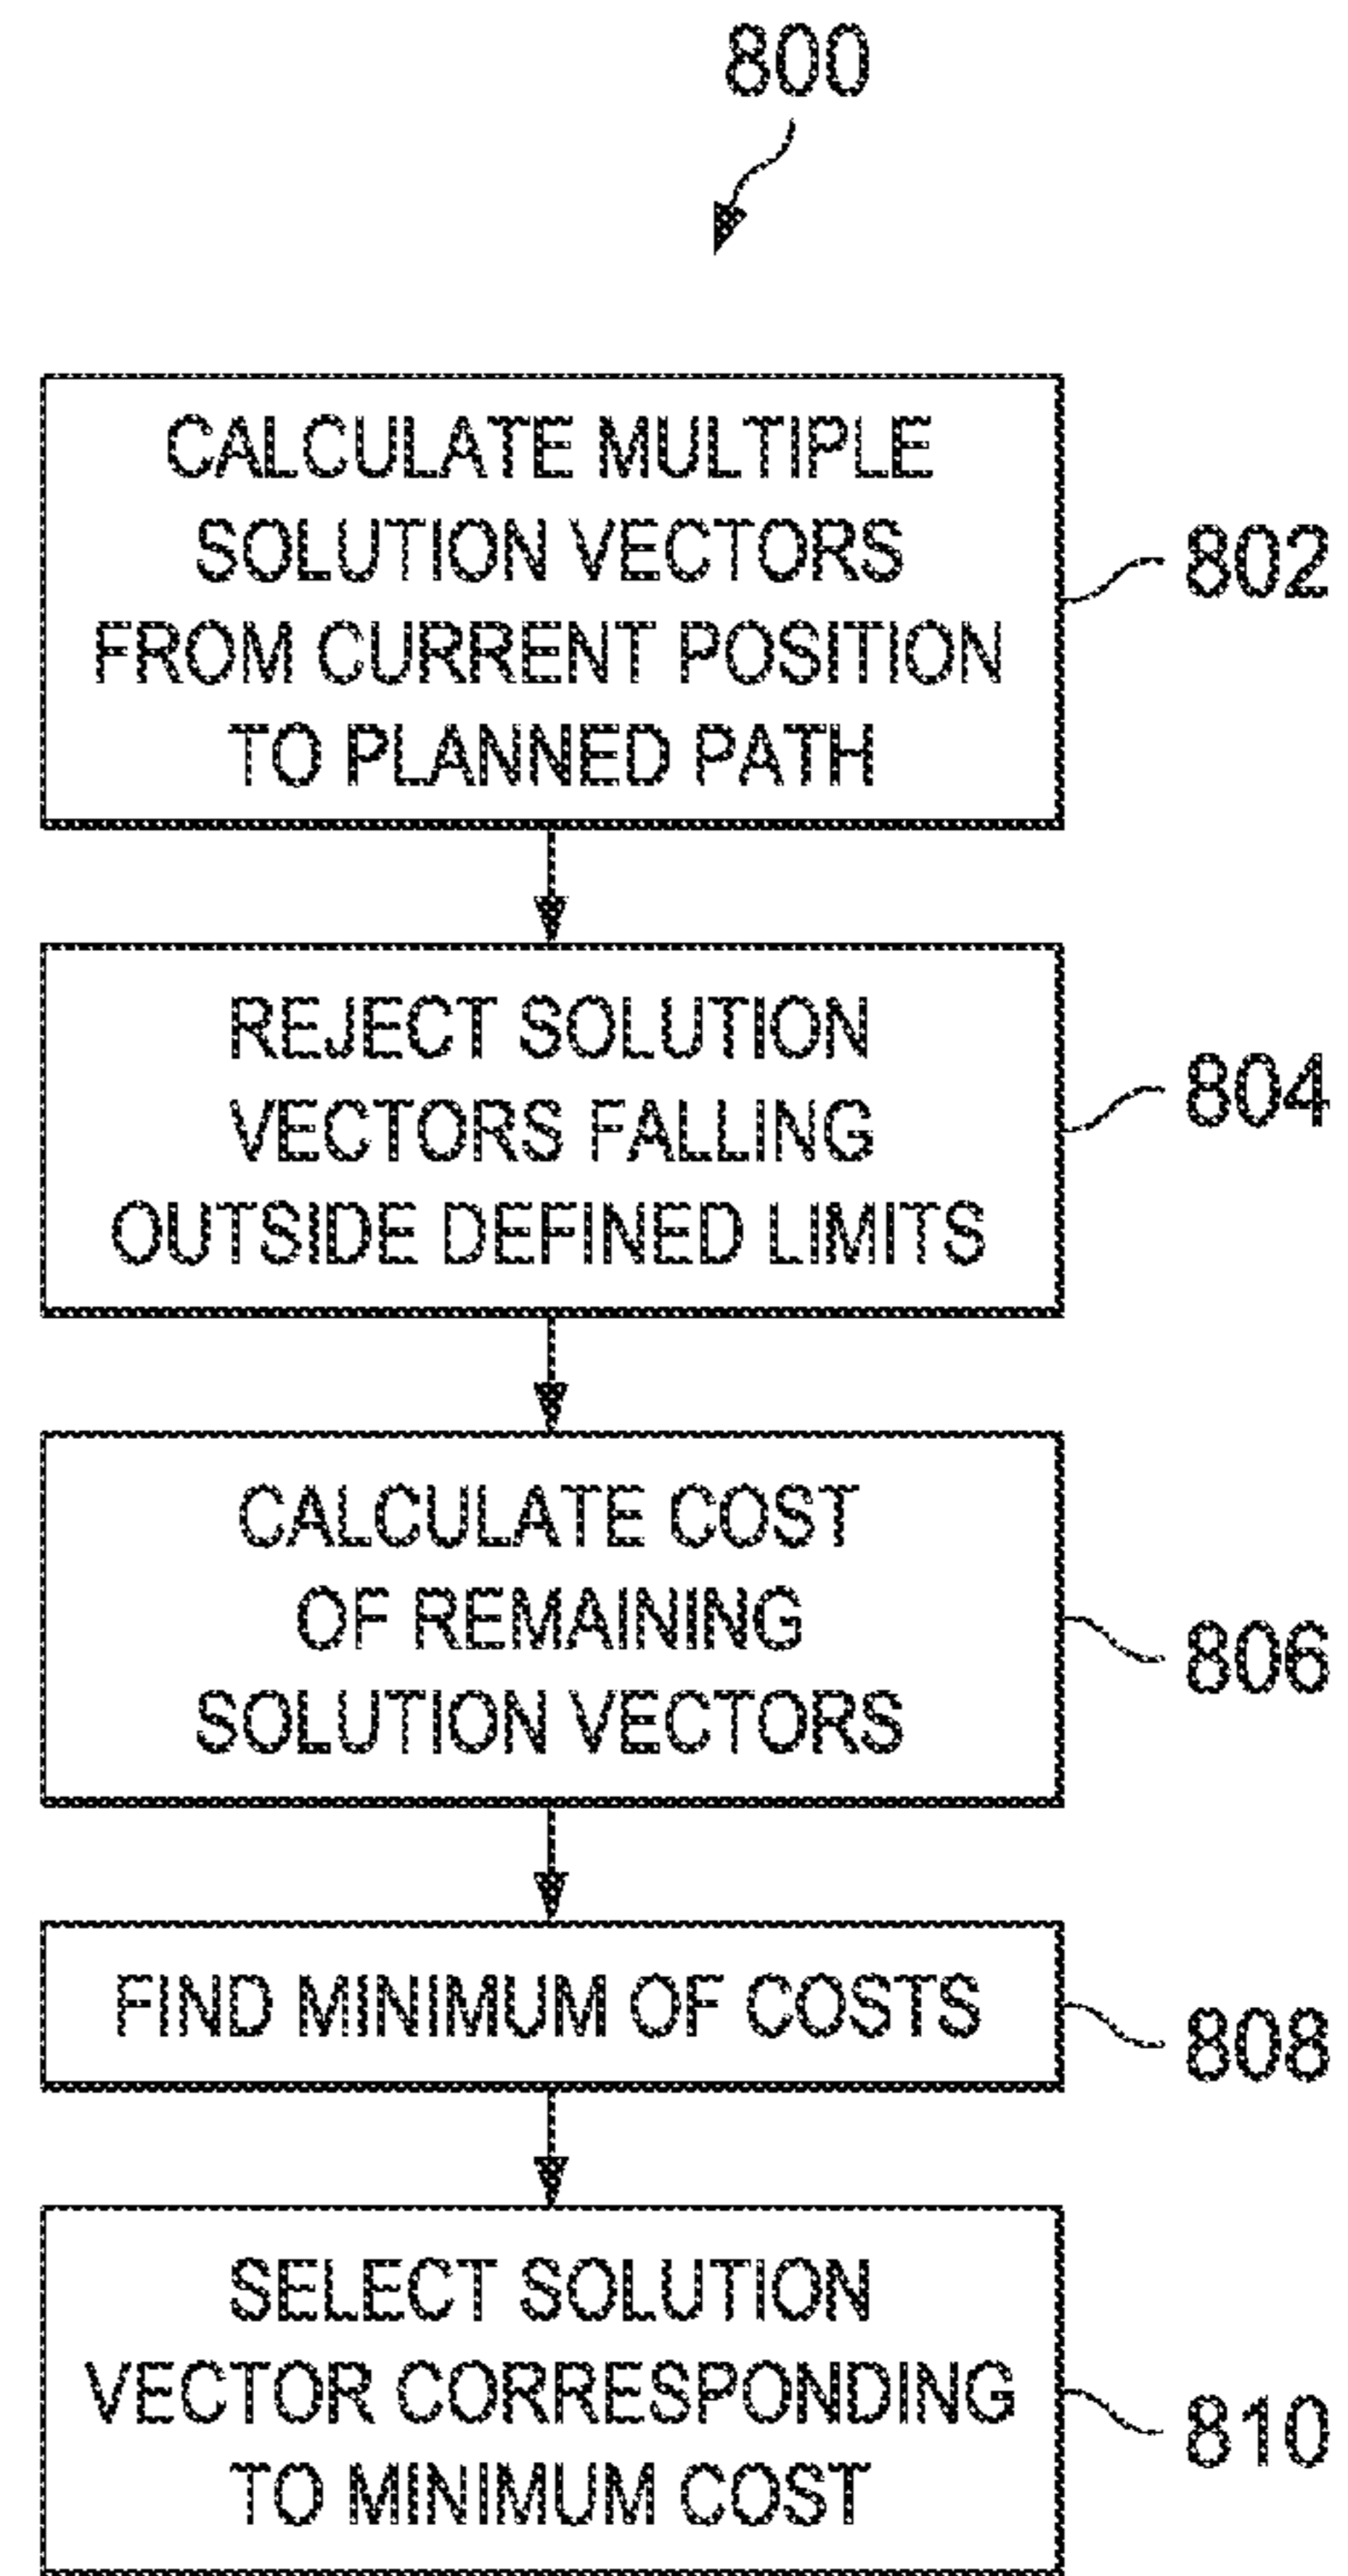 800
CALCULATE MULTIPLE
SOLUTION VECTORS
FROM CURRENT POSITION
TO PLANNED PATH
802
REJECT SOLUTION
VECTORS FALLING
OUTSIDE DEFINED LIMITS
804
CALCULATE COST
OF REMAINING
SOLUTION VECTORS
806
FIND MINIMUM OF COSTS
808
SELECT SOLUTION
VECTOR CORRESPONDING
TO MINIMUM COST
810